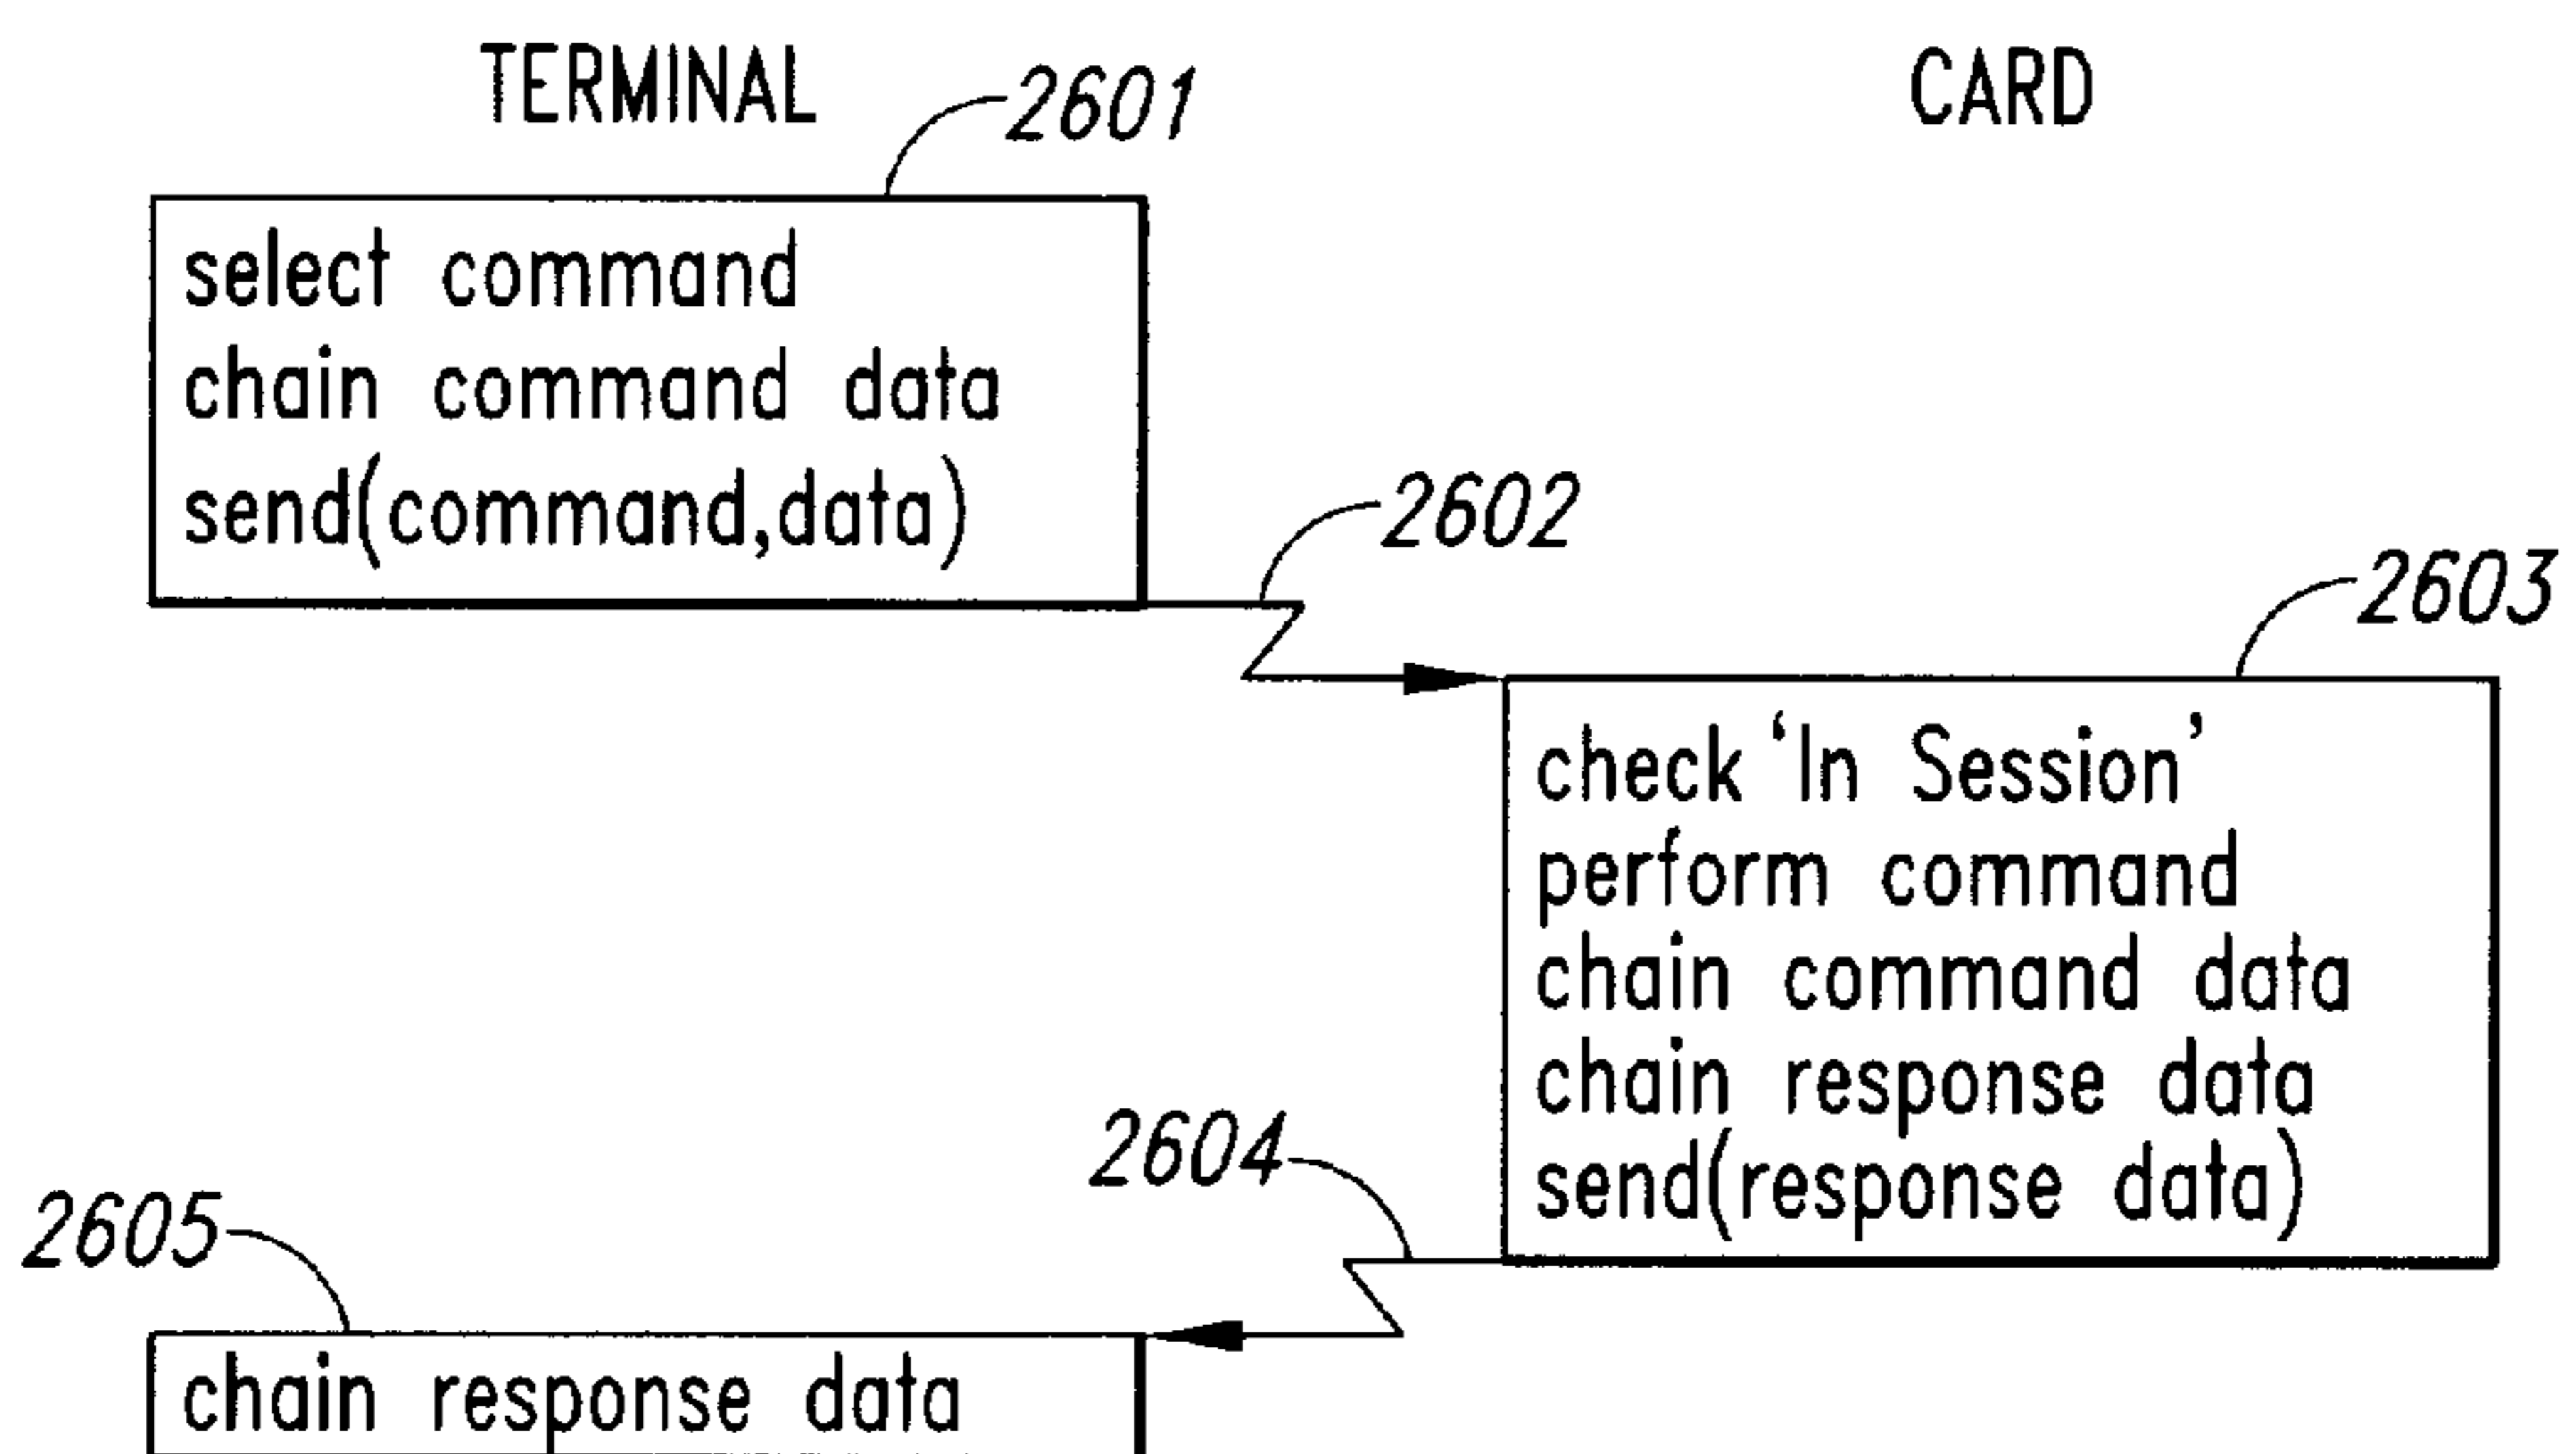 TERMINAL
CARD
2601
select command
chain command data
send(command,data)
2602
2603
check 'In Session'
perform command
chain command data
chain response data
send(response data)
2604
2605
chain response data